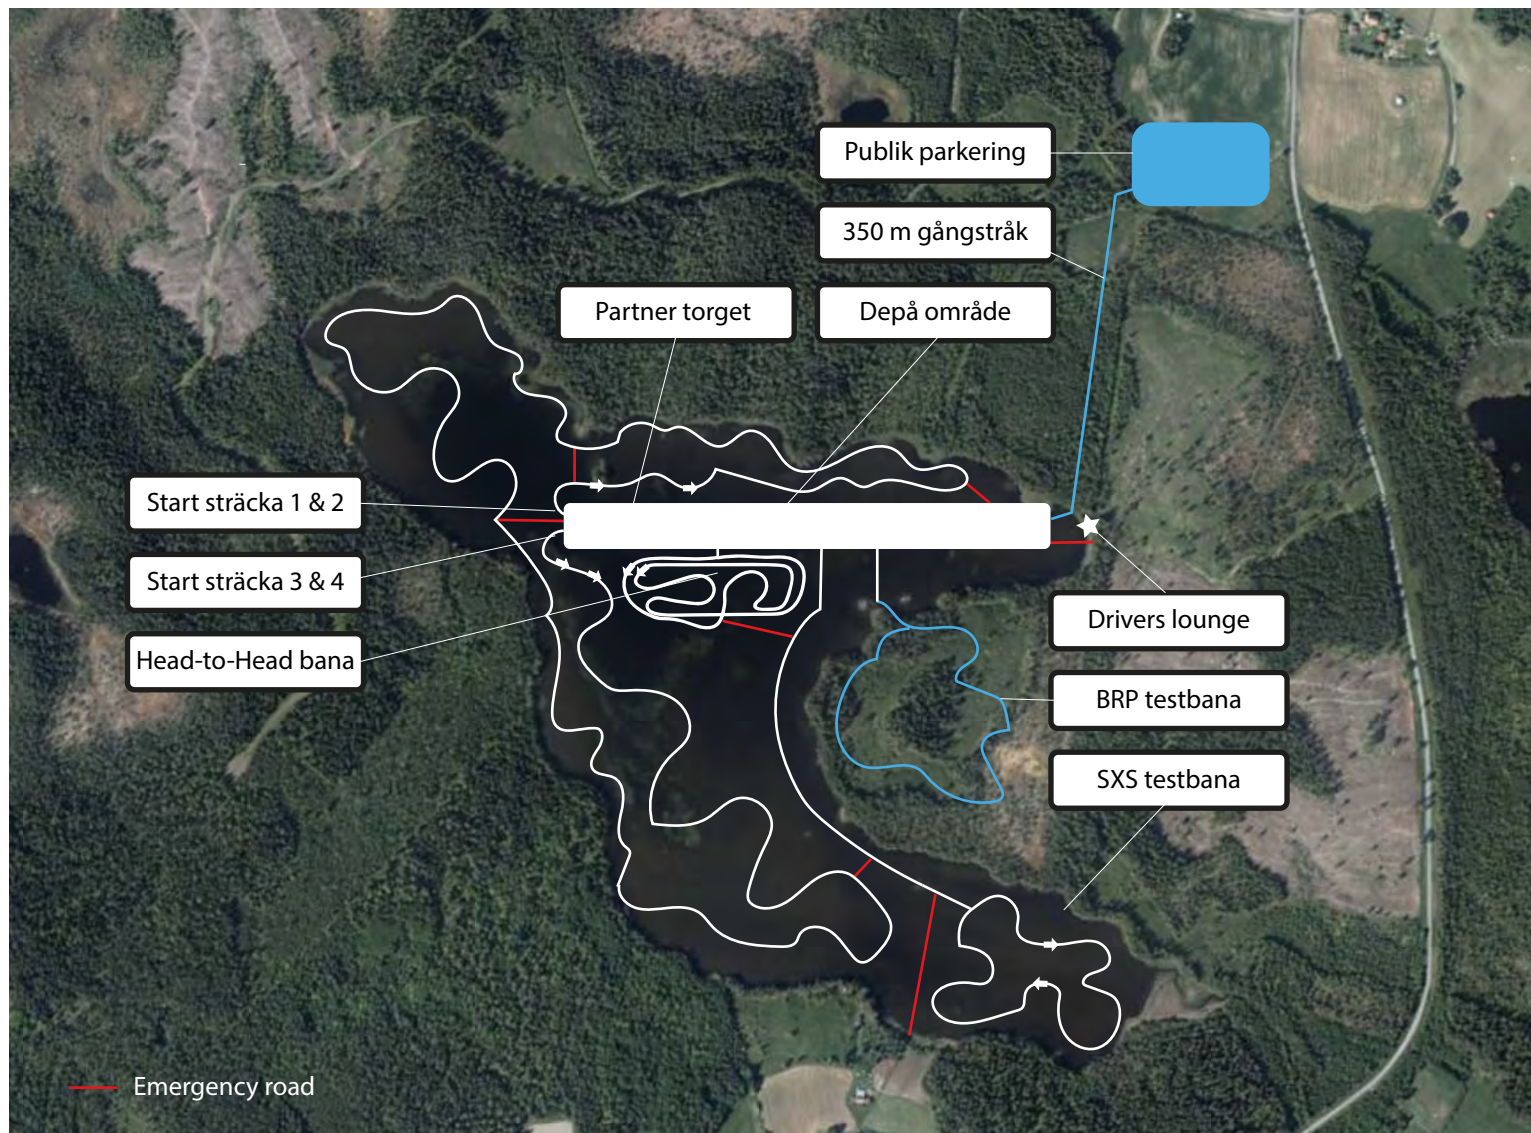 Publik parkering
350 m gångstråk
Partner torget
Depå område
Start sträcka 1 & 2
Start sträcka 3 & 4
Head-to-Head bana
Drivers lounge
BRP testbana
SXS testbana
Emergency road